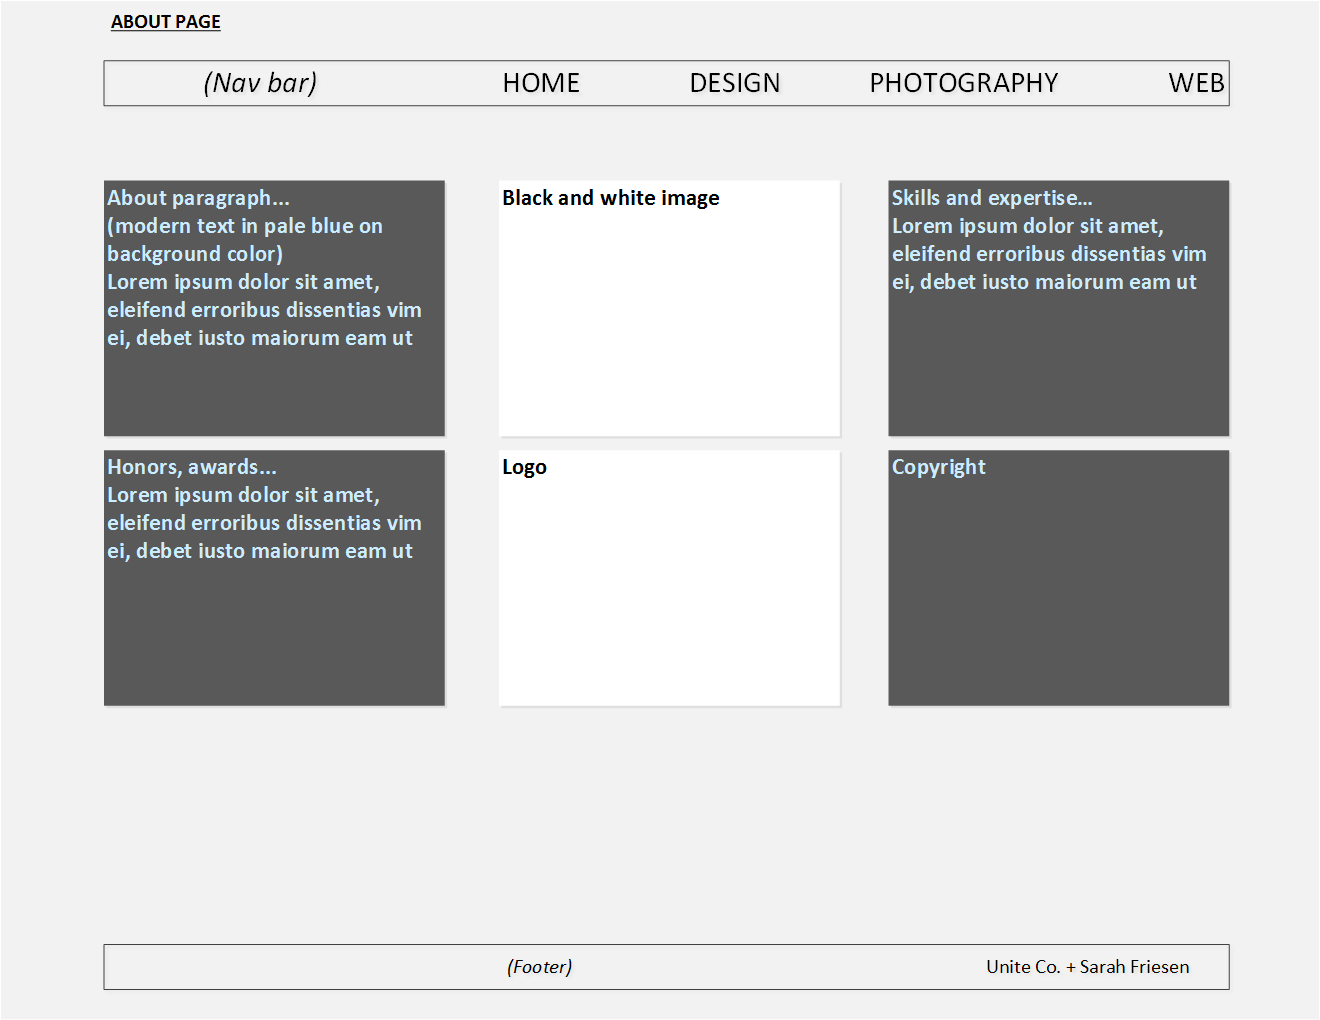 ABOUT PAGE
(Nav bar) HOME DESIGN PHOTOGRAPHY WEB
About paragraph...
(modern text in pale blue on
background color)
Lorem ipsum dolor sit amet,
eleifend erroribus dissentias vim
ei, debet iusto maiorum eam ut
Black and white image
Skills and expertise...
Lorem ipsum dolor sit amet,
eleifend erroribus dissentias vim
ei, debet iusto maiorum eam ut
Honors, awards...
Lorem ipsum dolor sit amet,
eleifend erroribus dissentias vim
ei, debet iusto maiorum eam ut
Logo
Copyright
(Footer) Unite Co. + Sarah Friesen